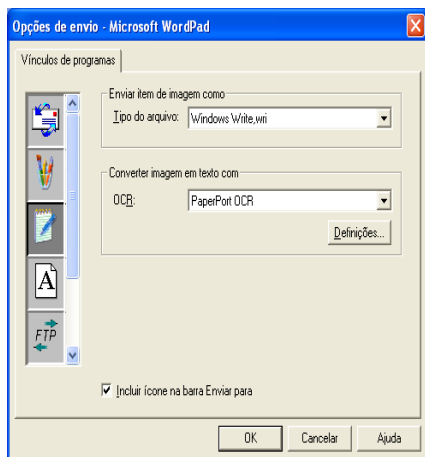 Opções de envio - Microsoft WordPad
Vínculos de programas
Enviar item de imagem como
Tipo do arquivo: Windows Write,wri
Converter imagem em texto com
OCR: PaperPort OCR
Definições...
A
FTP
Incluir ícone na barra Enviar para
OK Cancelar Ajuda